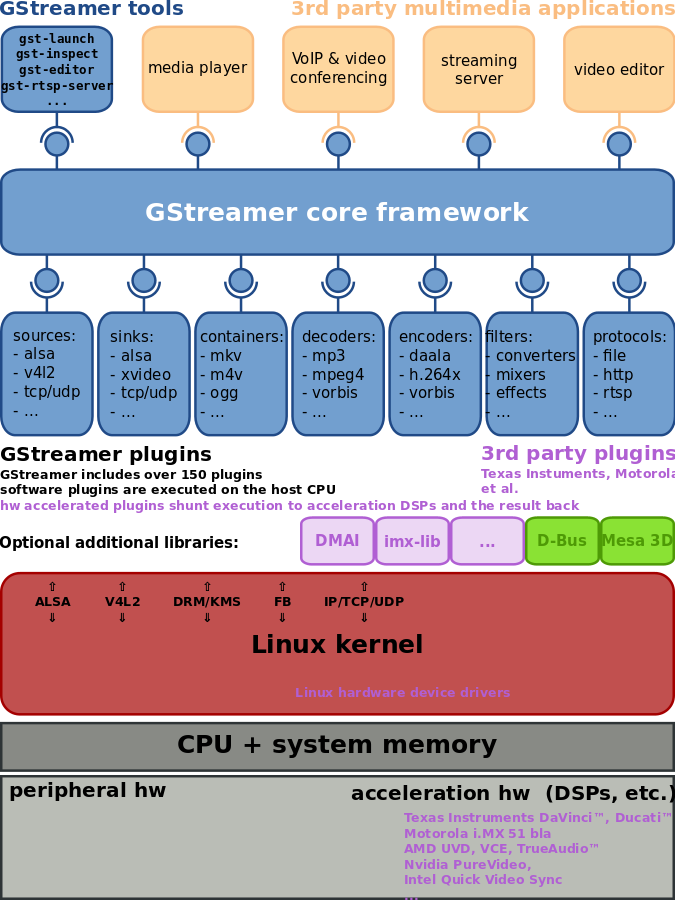 GStreamer tools
3rd party multimedia applications
gst-launch
gst-inspect
gst-editor
gst-rtsp-server
...
media player
VoIP & video
conferencing
streaming
server
video editor
GStreamer core framework
sources:
- alsa
- v4l2
- tcp/udp
- ...
sinks:
- alsa
- xvideo
- tcp/udp
- ...
containers:
- mkv
- m4v
- ogg
- ...
decoders:
- mp3
- mpeg4
- vorbis
- ...
encoders:
- daala
- h.264x
- vorbis
- ...
filters:
- converters
- mixers
- effects
- ...
protocols:
- file
- http
- rtsp
- ...
GStreamer plugins
GStreamer includes over 150 plugins
software plugins are executed on the host CPU
hw accelerated plugins shunt execution to acceleration DSPs and the result back
3rd party plugins
Texas Instuments, Motorola
et al.
Optional additional libraries:
DMAI
imx-lib
...
D-Bus
Mesa 3D
⇑ ⇑ ⇑ ⇑ ⇑
ALSA V4L2 DRM/KMS FB IP/TCP/UDP
⇓ ⇓ ⇓ ⇓ ⇓
Linux kernel
Linux hardware device drivers
CPU + system memory
peripheral hw
acceleration hw (DSPs, etc.)
Texas Instruments DaVinci™, Ducati™
Motorola i.MX 51 bla
AMD UVD, VCE, TrueAudio™
Nvidia PureVideo,
Intel Quick Video Sync
...